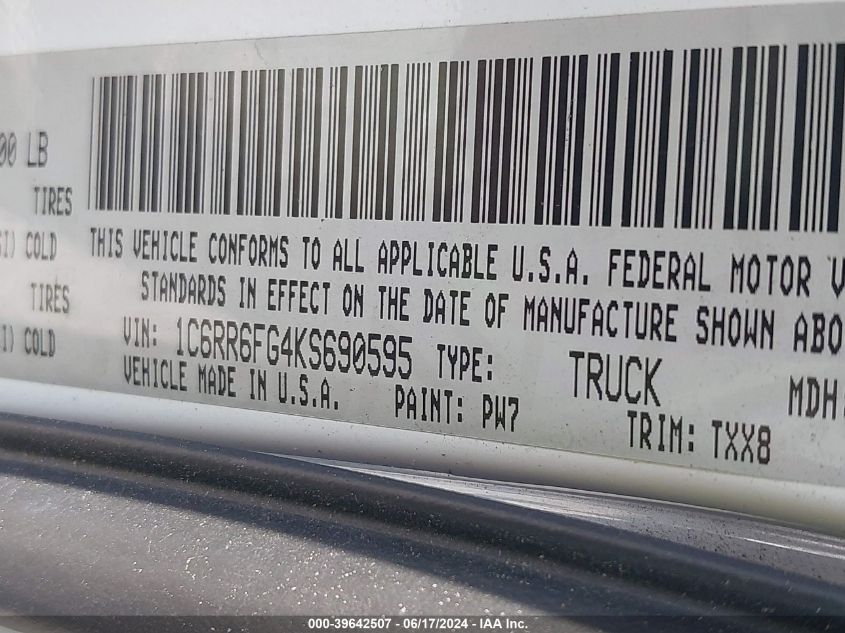 00 LB
TIRES
SI) COLD
TIRES
SI) COLD
THIS VEHICLE CONFORMS TO ALL APPLICABLE U.S.A. FEDERAL MOTOR V
STANDARDS IN EFFECT ON THE DATE OF MANUFACTURE SHOWN ABO
VIN: 1C6RR6FG4KS690595 TYPE: TRUCK MDH:
VEHICLE MADE IN U.S.A. PAINT: PW7 TRIM: TXX8
000-39642507 - 06/17/2024 - IAA Inc.